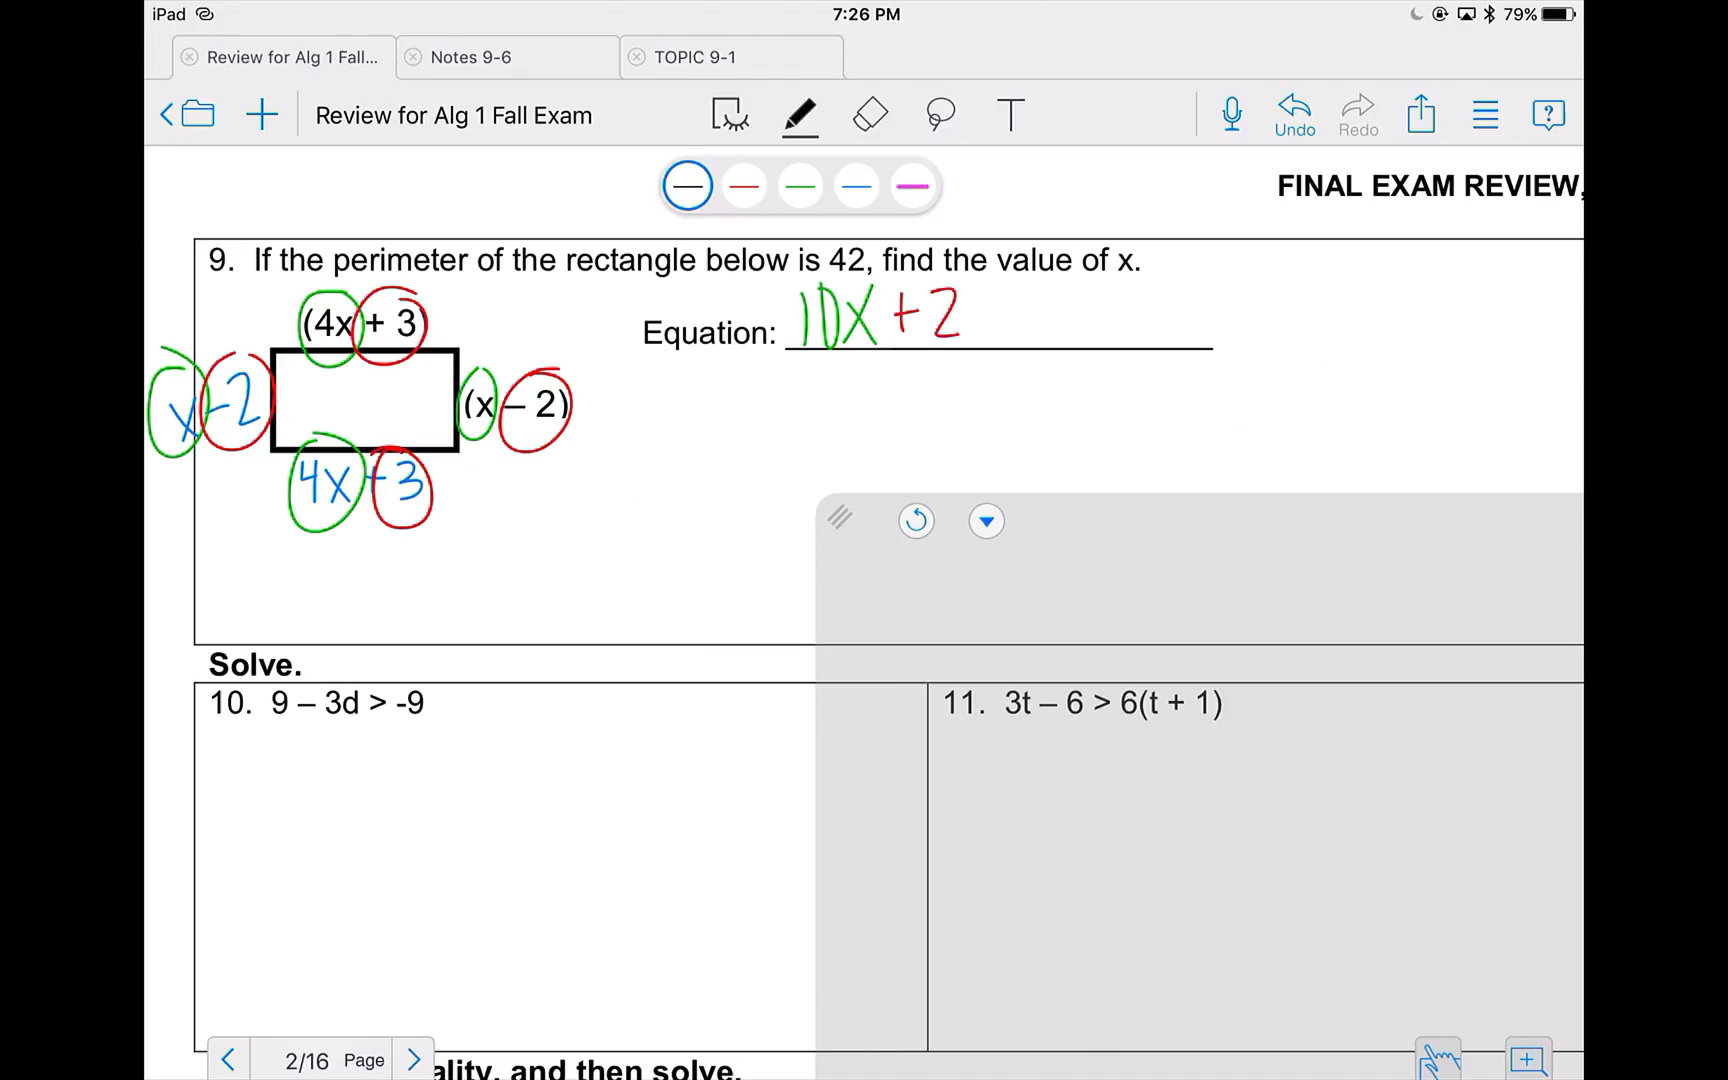 iPad 7:26 PM 79%
Review for Alg 1 Fall... Notes 9-6 TOPIC 9-1
Review for Alg 1 Fall Exam T Undo Redo ?
FINAL EXAM REVIEW,
9. If the perimeter of the rectangle below is 42, find the value of x.
(4x + 3)
Equation: 10x + 2
x - 2
(x – 2)
4x + 3
Solve.
10. 9 – 3d > -9
11. 3t – 6 > 6(t + 1)
2/16 Page
ality, and then solve.